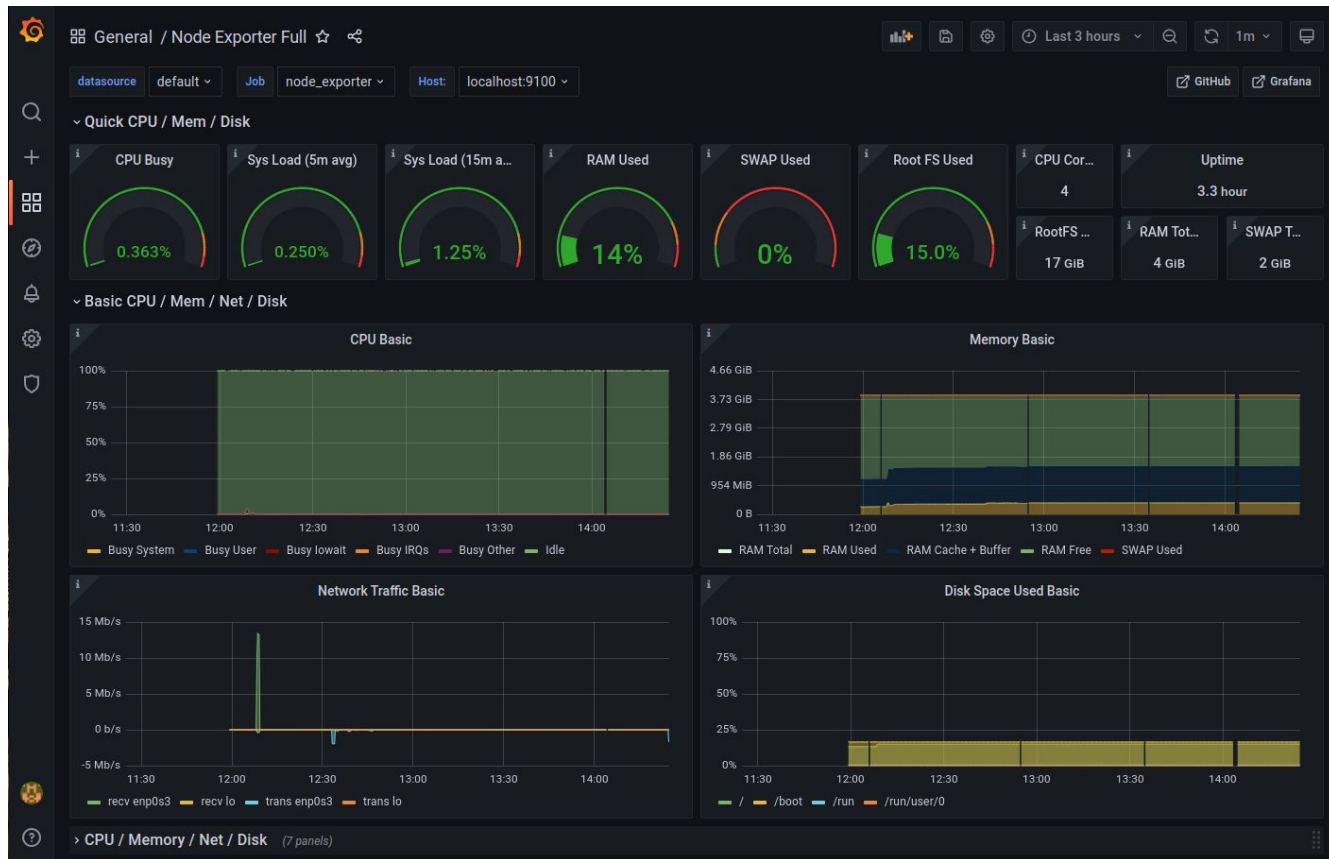 General / Node Exporter Full
Last 3 hours
1m
datasource default Job node_exporter Host: localhost:9100
GitHub Grafana
Quick CPU / Mem / Disk
CPU Busy
0.363%
Sys Load (5m avg)
0.250%
Sys Load (15m a...
1.25%
RAM Used
14%
SWAP Used
0%
Root FS Used
15.0%
CPU Cor...
4
Uptime
3.3 hour
RootFS ...
17 GiB
RAM Tot...
4 GiB
SWAP T...
2 GiB
Basic CPU / Mem / Net / Disk
CPU Basic
100%
75%
50%
25%
0%
11:30 12:00 12:30 13:00 13:30 14:00
Busy System Busy User Busy Iowait Busy IRQs Busy Other Idle
Memory Basic
4.66 GiB
3.73 GiB
2.79 GiB
1.86 GiB
954 MiB
0 B
11:30 12:00 12:30 13:00 13:30 14:00
RAM Total RAM Used RAM Cache + Buffer RAM Free SWAP Used
Network Traffic Basic
15 Mb/s
10 Mb/s
5 Mb/s
0 b/s
-5 Mb/s
11:30 12:00 12:30 13:00 13:30 14:00
recv enp0s3 recv lo trans enp0s3 trans lo
Disk Space Used Basic
100%
75%
50%
25%
0%
11:30 12:00 12:30 13:00 13:30 14:00
/ /boot /run /run/user/0
CPU / Memory / Net / Disk (7 panels)